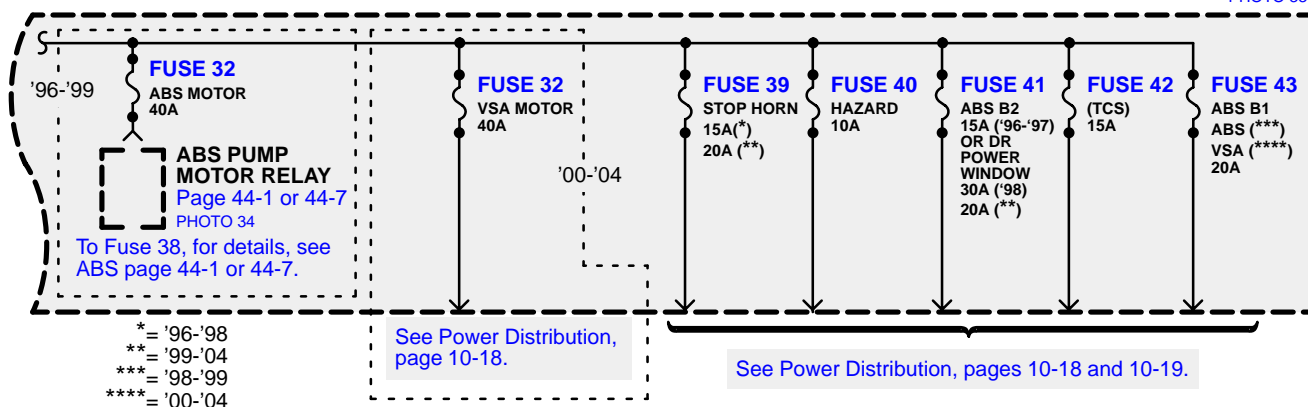 '96-'99
FUSE 32
ABS MOTOR
40A
ABS PUMP
MOTOR RELAY
Page 44-1 or 44-7
PHOTO 34
To Fuse 38, for details, see
ABS page 44-1 or 44-7.
FUSE 32
VSA MOTOR
40A
'00-'04
FUSE 39
STOP HORN
15A(*)
20A (**)
FUSE 40
HAZARD
10A
FUSE 41
ABS B2
15A ('96-'97)
OR DR
POWER
WINDOW
30A ('98)
20A (**)
FUSE 42
(TCS)
15A
FUSE 43
ABS B1
ABS (***)
VSA (****)
20A
*= '96-'98
**= '99-'04
***= '98-'99
****= '00-'04
See Power Distribution,
page 10-18.
See Power Distribution, pages 10-18 and 10-19.